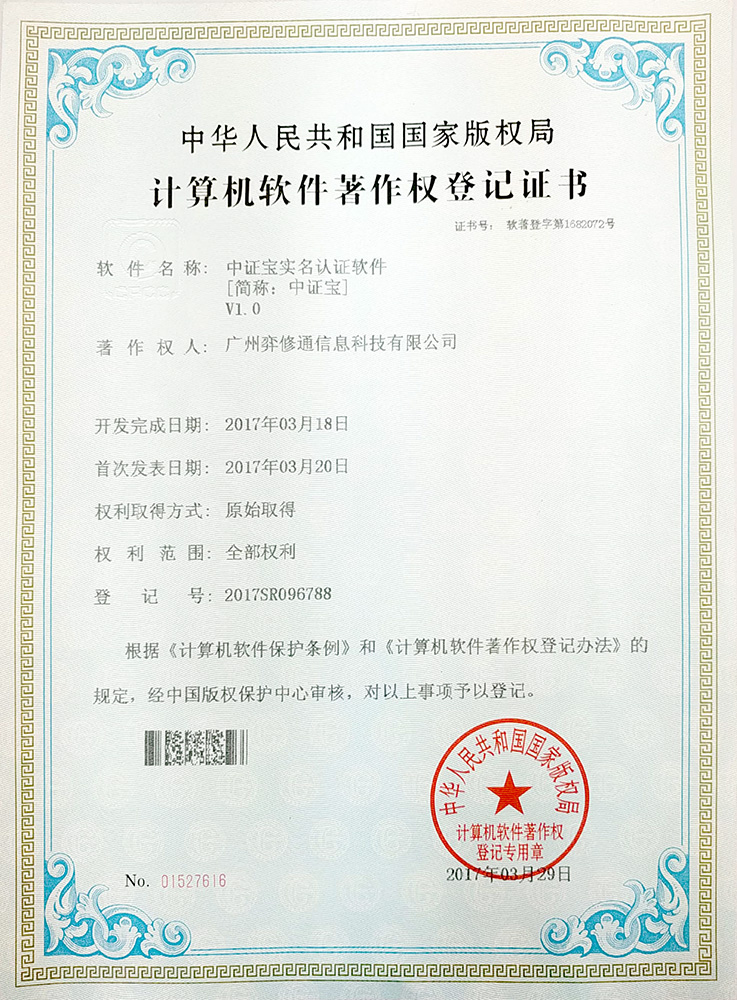 中华人民共和国国家版权局
计算机软件著作权登记证书
证书号： 软著登字第1682072号
软件名称： 中证宝实名认证软件
[简称：中证宝]
V1.0
著作权人： 广州弈修通信息科技有限公司
开发完成日期： 2017年03月18日
首次发表日期： 2017年03月20日
权利取得方式： 原始取得
权利范围： 全部权利
登记号： 2017SR096788
根据《计算机软件保护条例》和《计算机软件著作权登记办法》的
规定，经中国版权保护中心审核，对以上事项予以登记。
中华人民共和国国家版权局
计算机软件著作权
登记专用章
No. 01527616
2017年03月29日